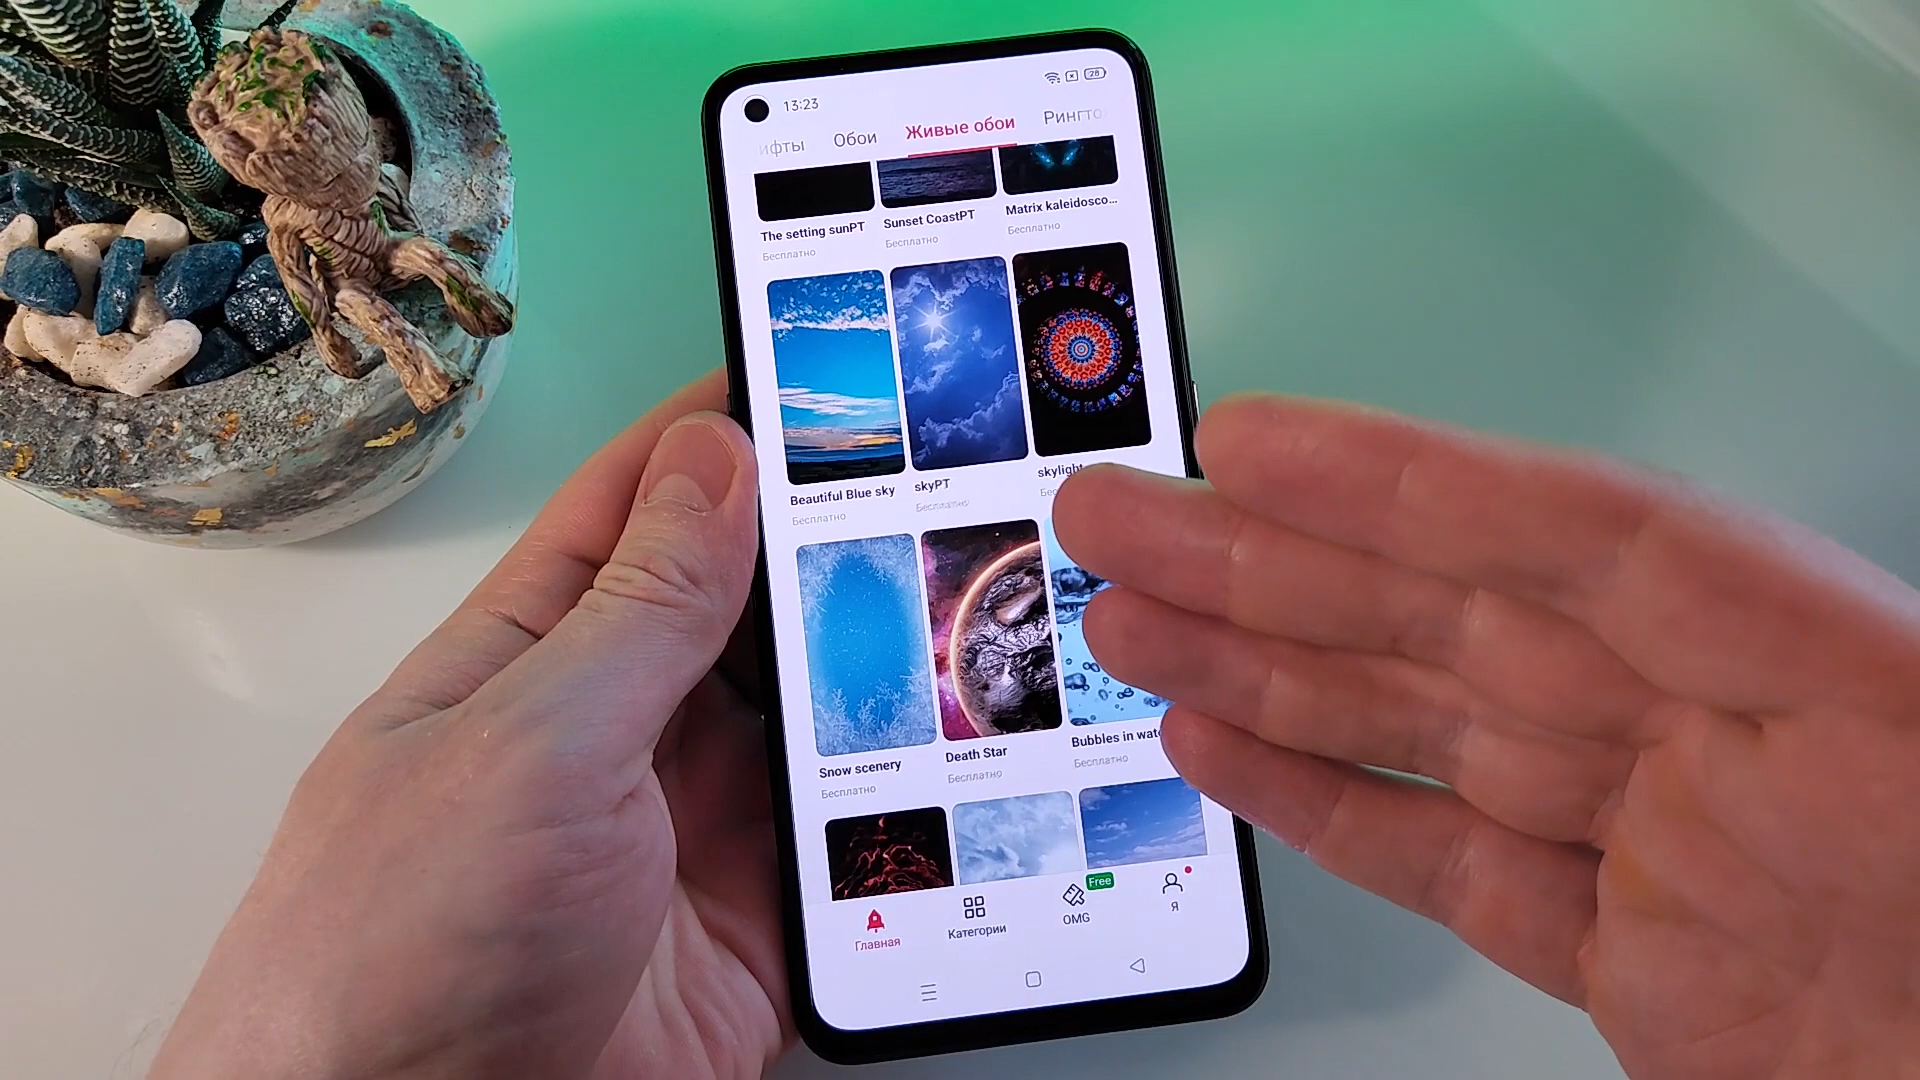 13:23
28
ифты Обои Живые обои Рингто
The setting sunPT Sunset CoastPT Matrix kaleidosco...
Бесплатно Бесплатно Бесплатно
Beautiful Blue sky skyPT skylight
Бесплатно Бесплатно Бес
Snow scenery Death Star Bubbles in wat
Бесплатно Бесплатно Бесплатно
Free
Главная Категории OMG Я